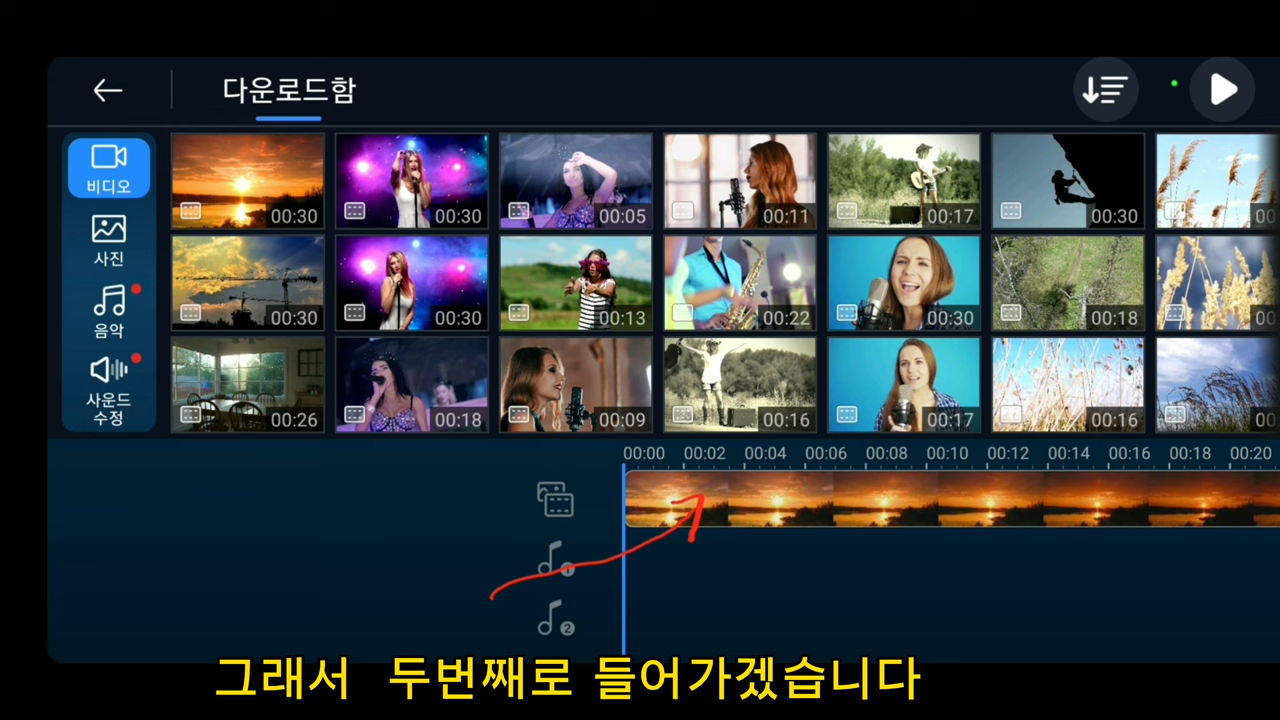 다운로드함
비디오
사진
음악
사운드
수정
00:30 00:30 00:05 00:11 00:17 00:30
00:30 00:30 00:13 00:22 00:30 00:18
00:26 00:18 00:09 00:16 00:17 00:16
00:00 00:02 00:04 00:06 00:08 00:10 00:12 00:14 00:16 00:18 00:20
1
2
그래서 두번째로 들어가겠습니다